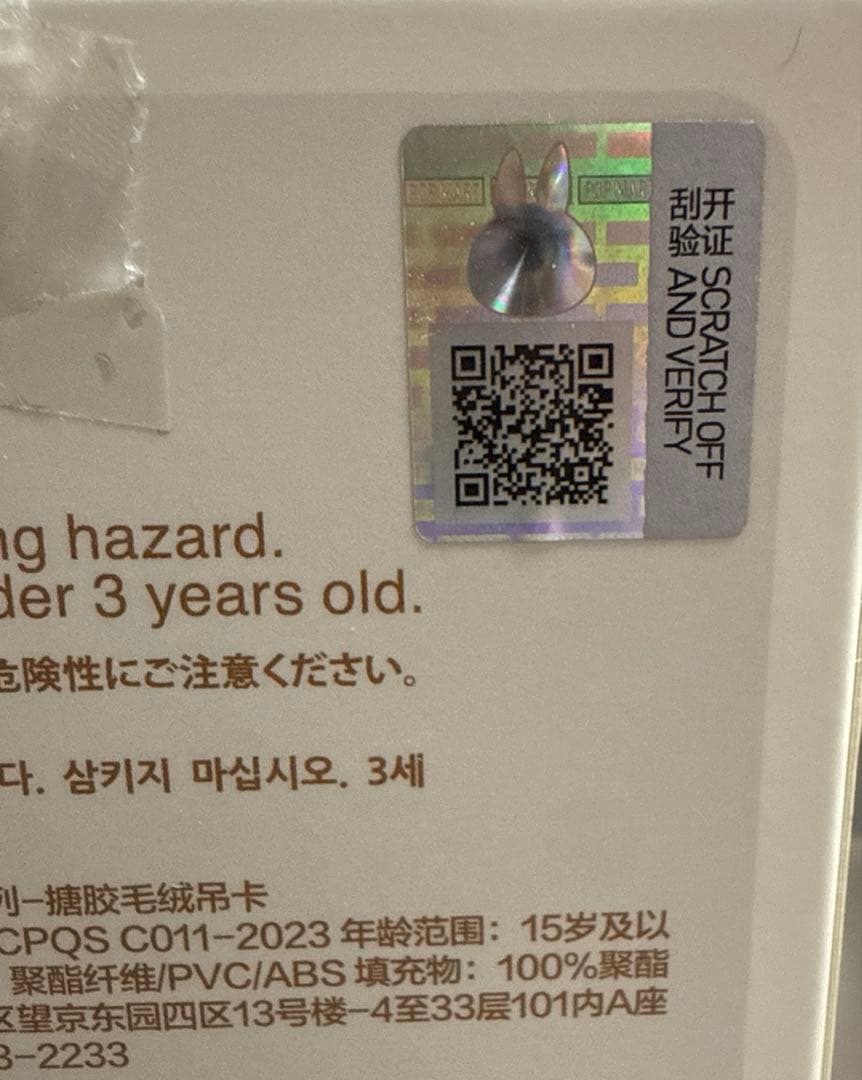 POP MART
POP MAR
刮开
验证
SCRATCH OFF
AND VERIFY
ng hazard.
der 3 years old.
危険性にご注意ください。
다. 삼키지 마십시오. 3세
列-搪胶毛绒吊卡
CPQS C011-2023 年龄范围：15岁及以
聚酯纤维/PVC/ABS 填充物：100%聚酯
区望京东园四区13号楼-4至33层101内A座
3-2233